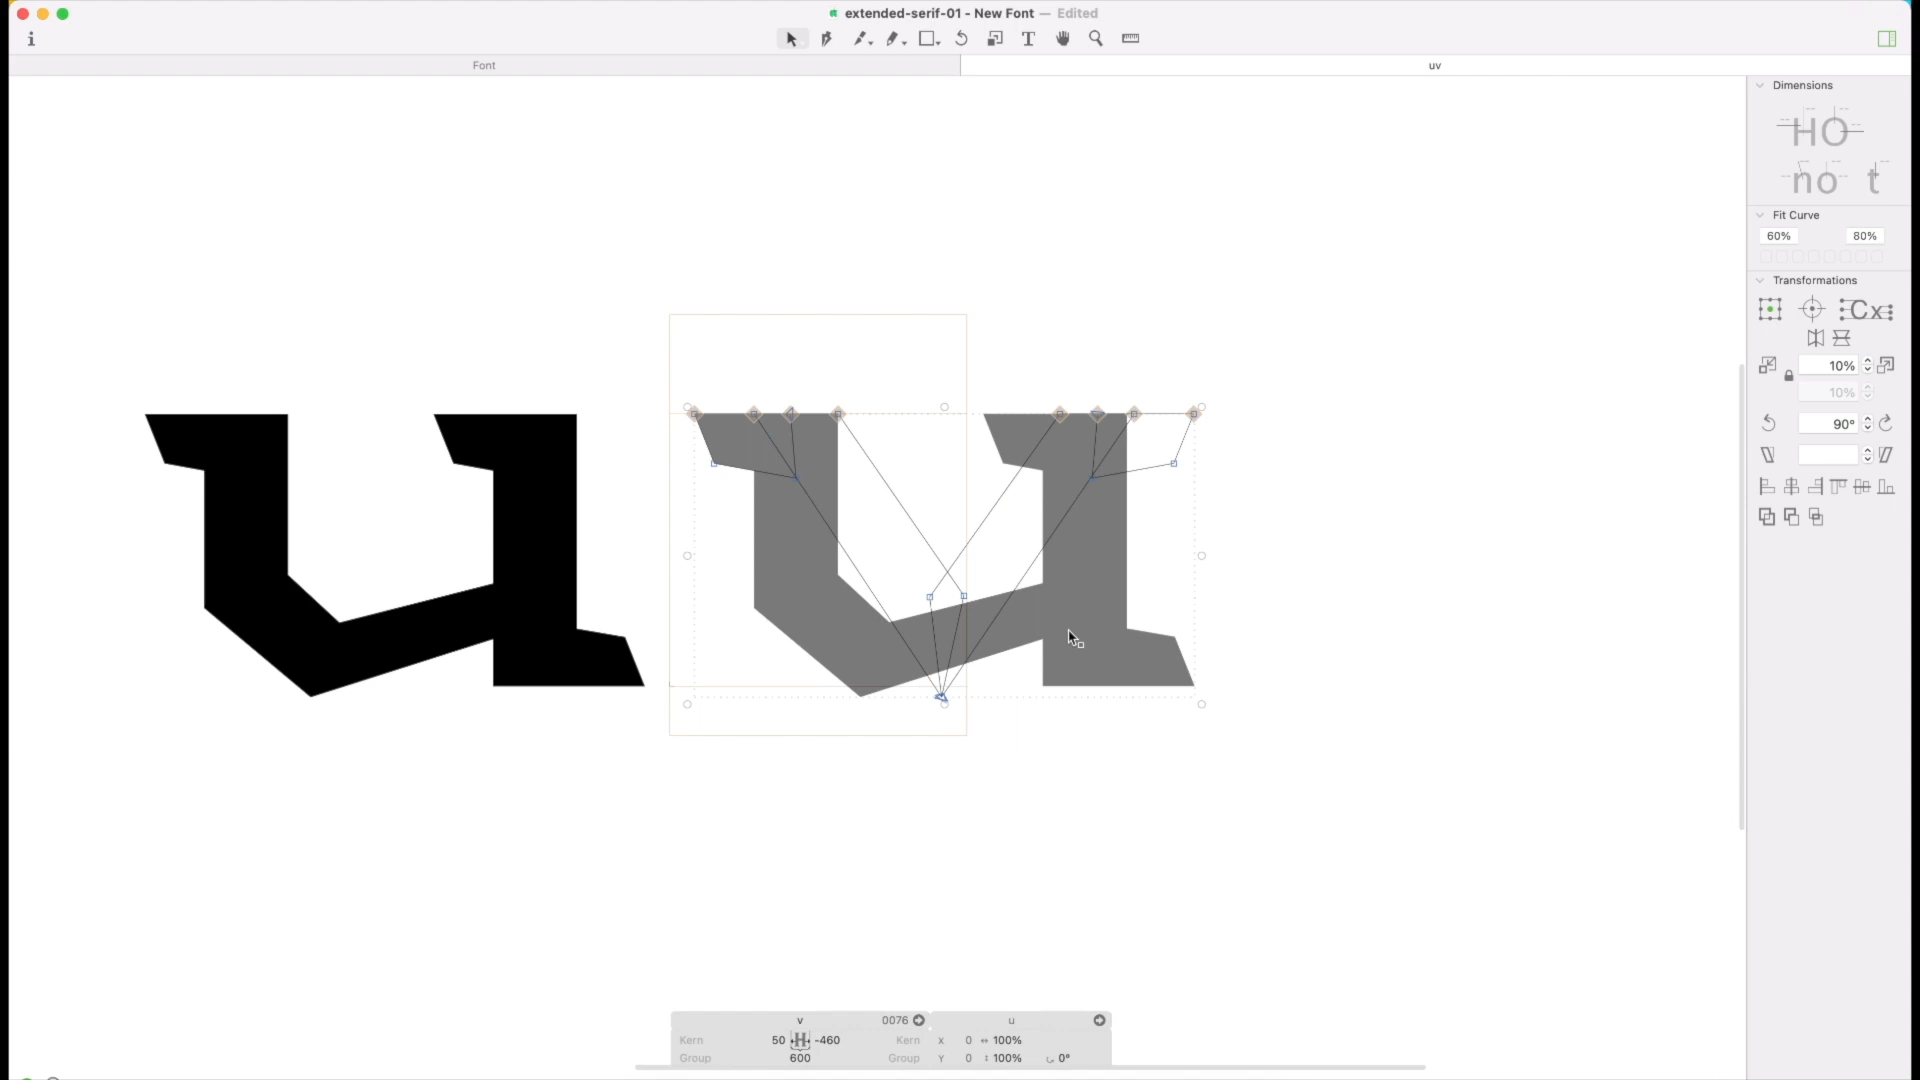 extended-serif-01 - New Font — Edited
Font
uv
Dimensions
HO
no t
Fit Curve
60% 80%
Transformations
Cx
10%
10%
90°
u
v 0076 u
Kern 50 H -460 Kern X 0 100%
Group 600 Group Y 0 100% 0°